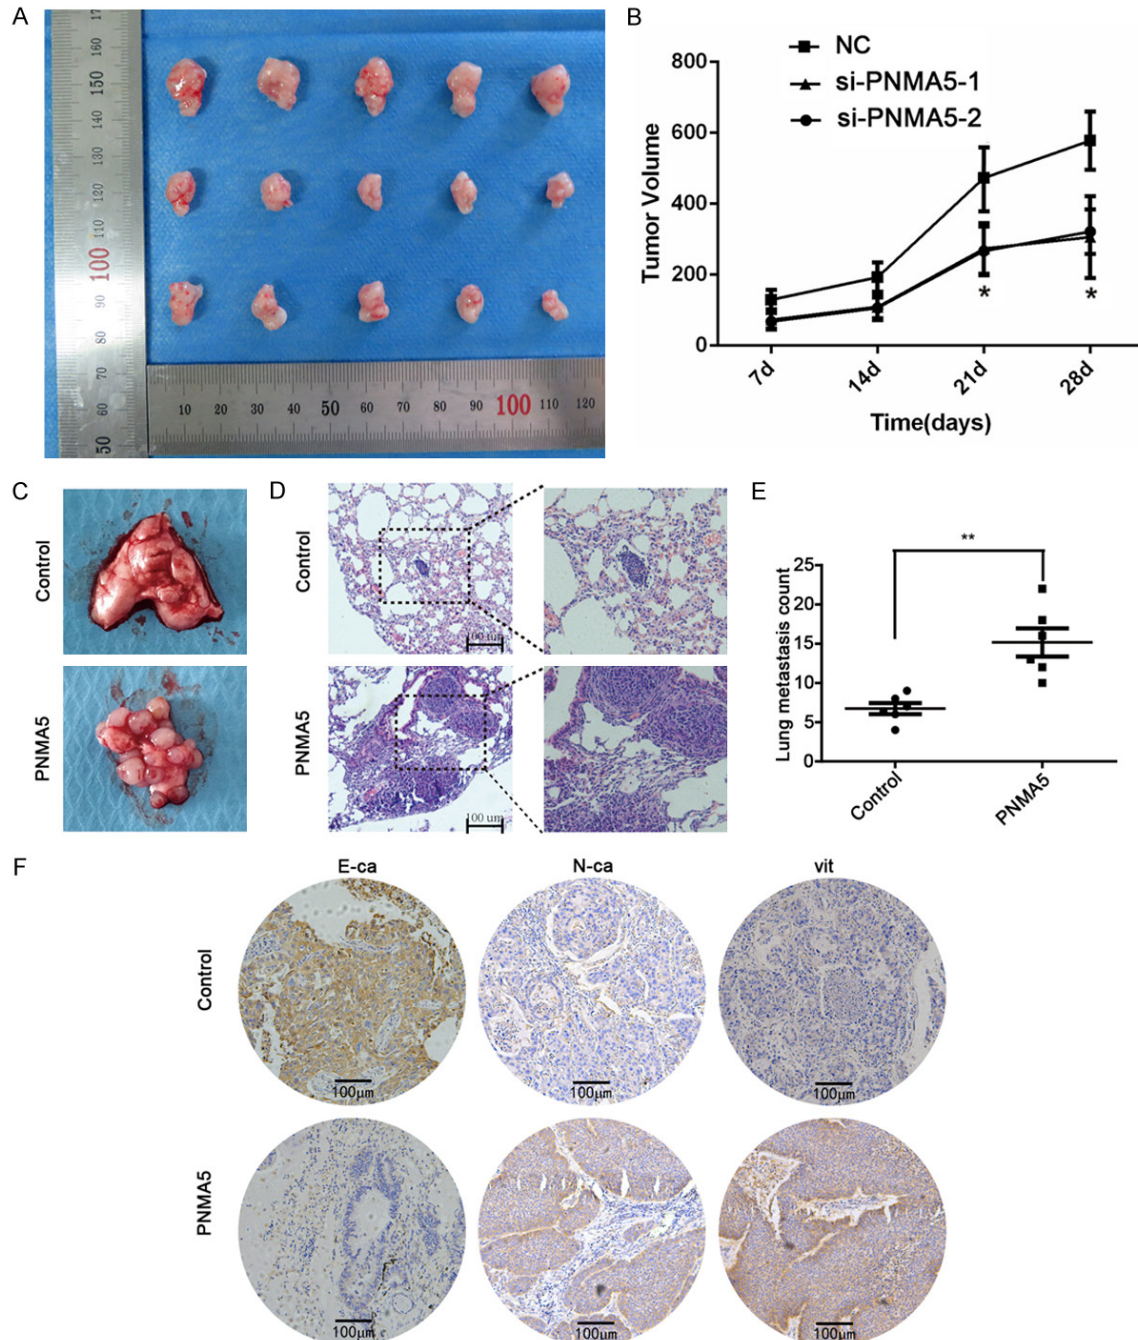 A
17
160
150
140
130
120
110
100
90
80
70
60
50
10 20 30 40 50 60 70 80 90 100 110 120
B
NC
si-PNMA5-1
si-PNMA5-2
800
600
400
200
0
Tumor Volume
7d 14d 21d 28d
* *
Time(days)
C
Control
PNMA5
D
Control
100 um
PNMA5
100 um
E
**
25
20
15
10
5
0
Lung metastasis count
Control PNMA5
F
E-ca N-ca vit
Control
100μm 100μm 100μm
PNMA5
100μm 100μm 100μm